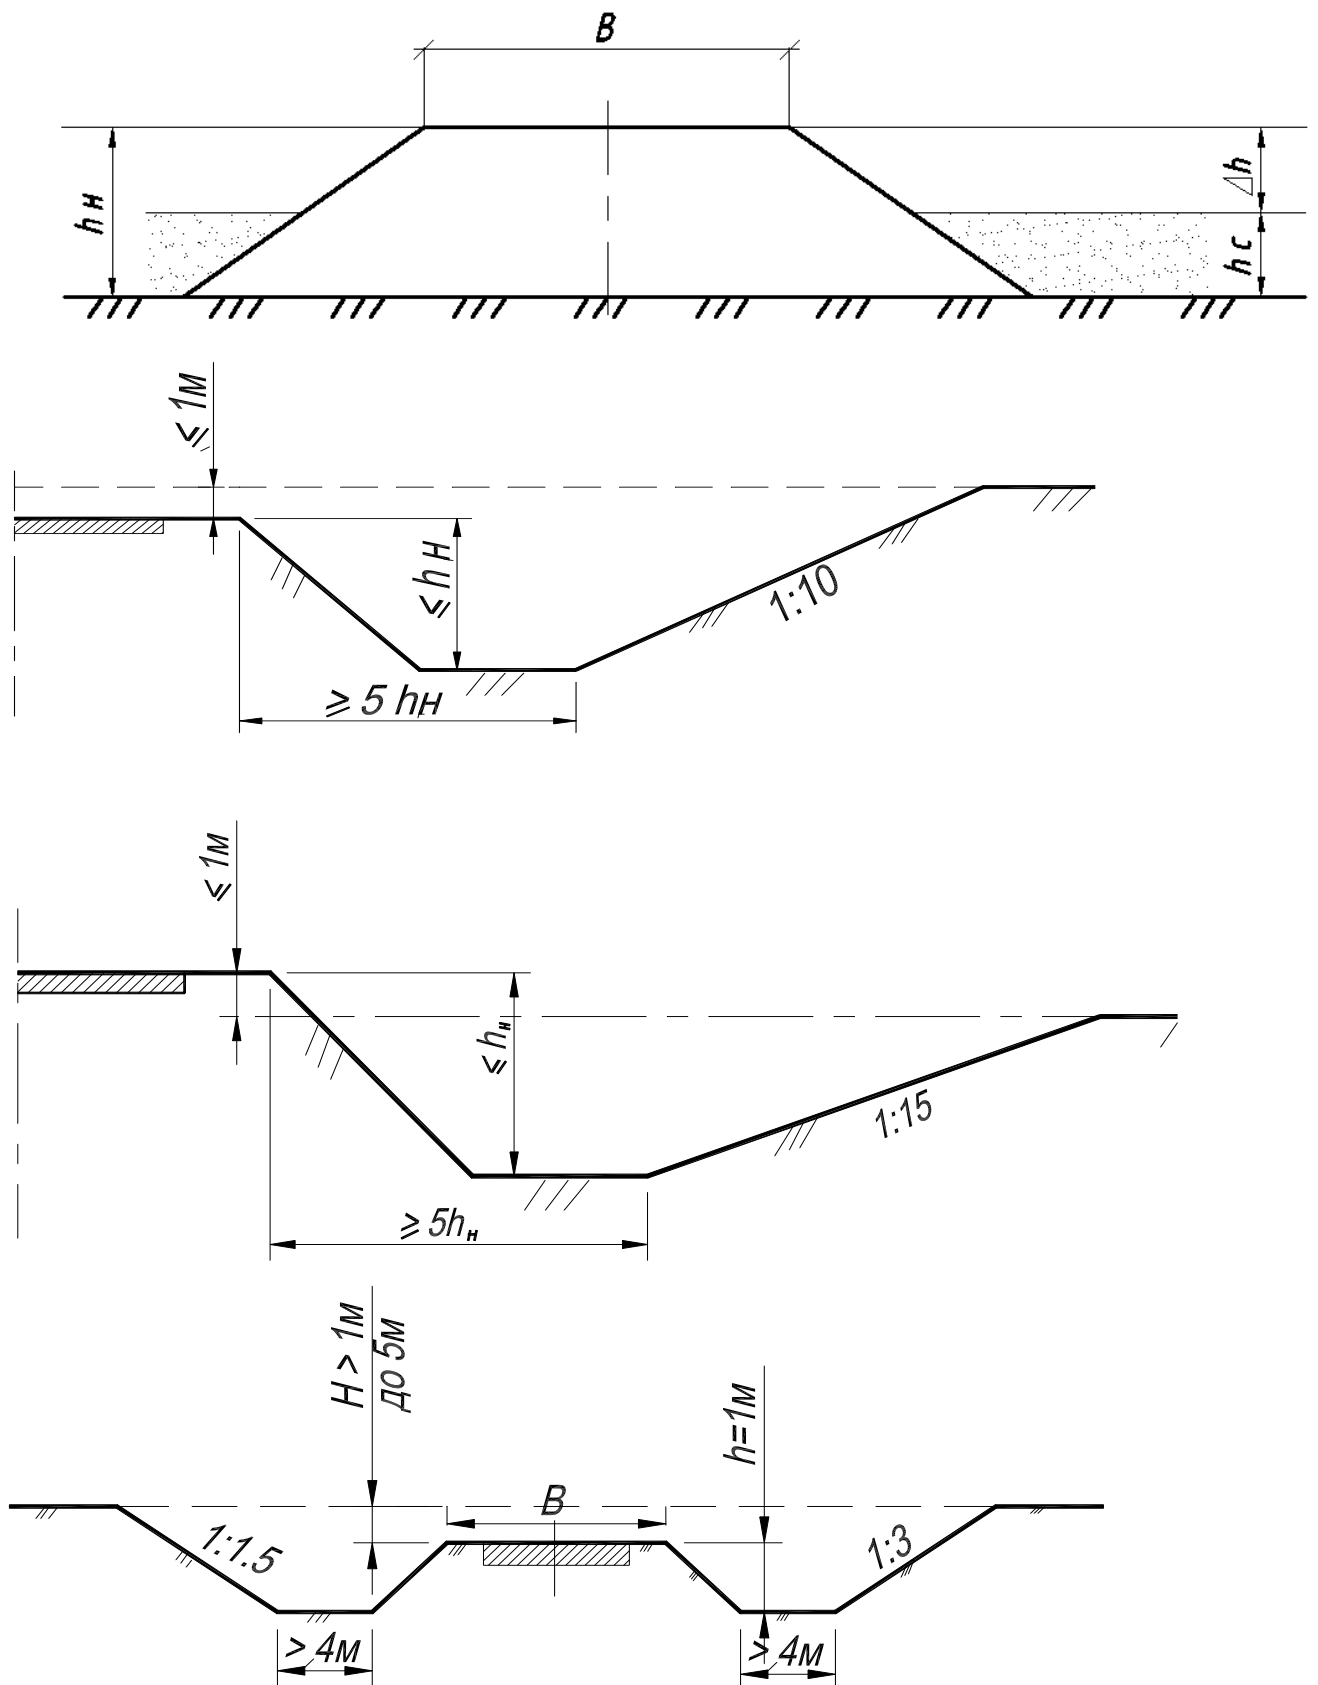 В
h н
Δh
h с
≤ 1м
≤ h н
1:10
≥ 5 hн
≤ 1м
≤ hн
1:15
≥ 5hн
H > 1м
до 5м
h=1м
В
1:1.5
1:3
> 4м
> 4м